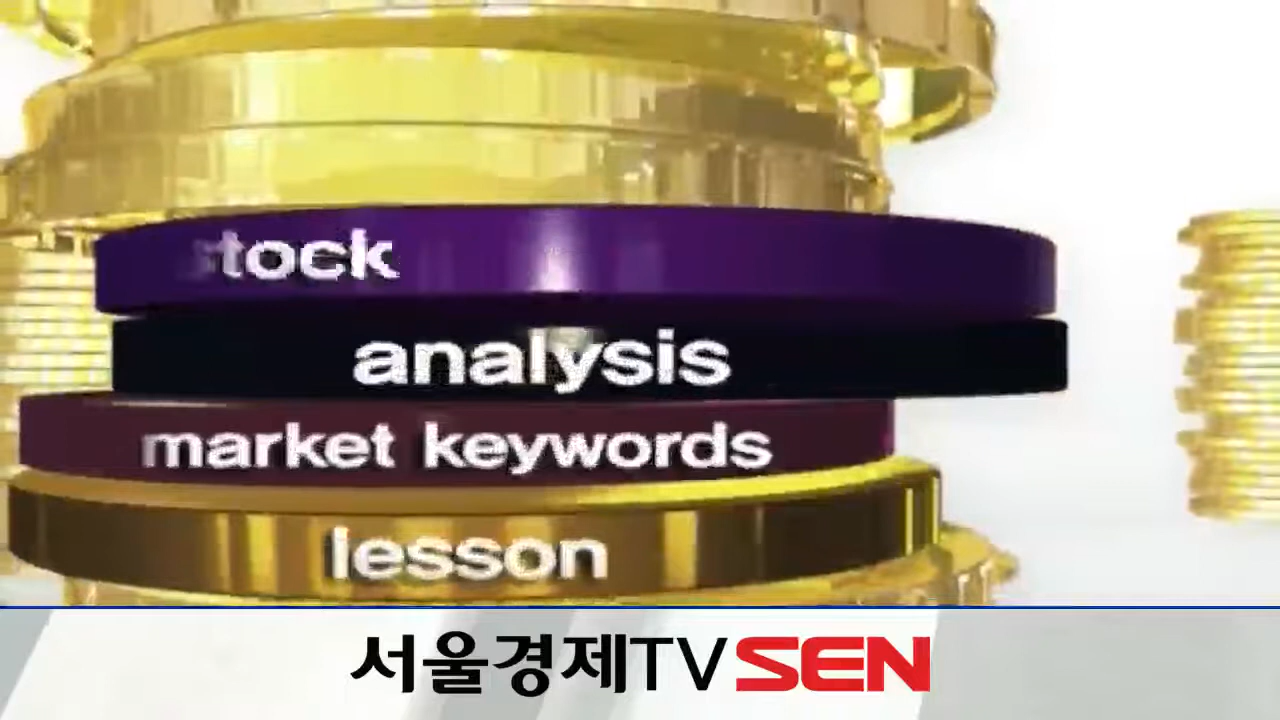 stock
analysis
market keywords
lesson
서울경제TV SEN